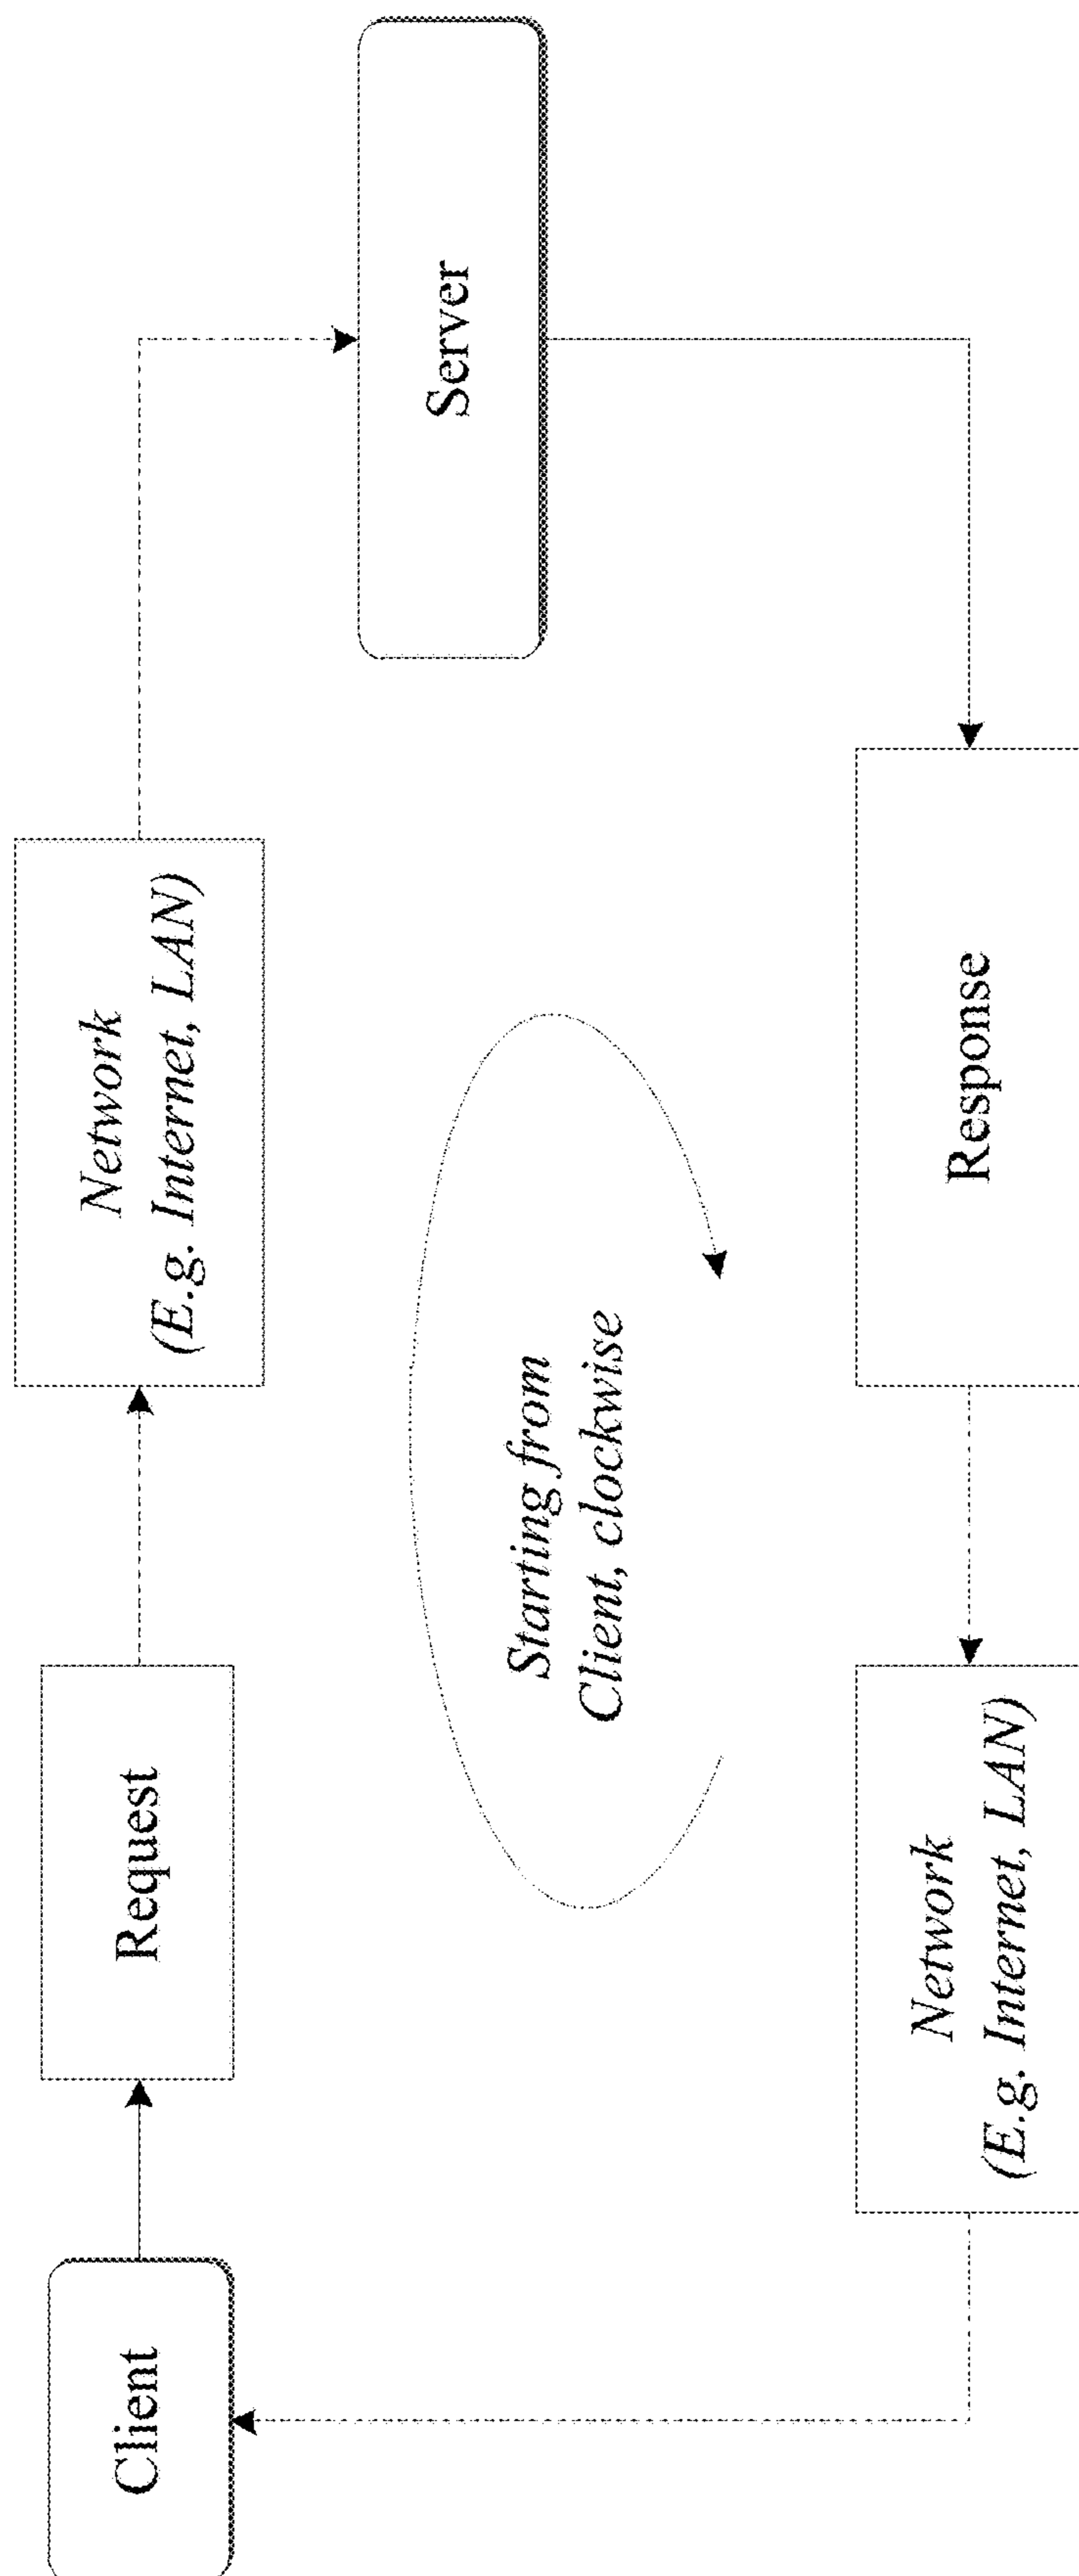 Client
Request
Network
(E.g. Internet, LAN)
Server
Starting from
Client, clockwise
Response
Network
(E.g. Internet, LAN)